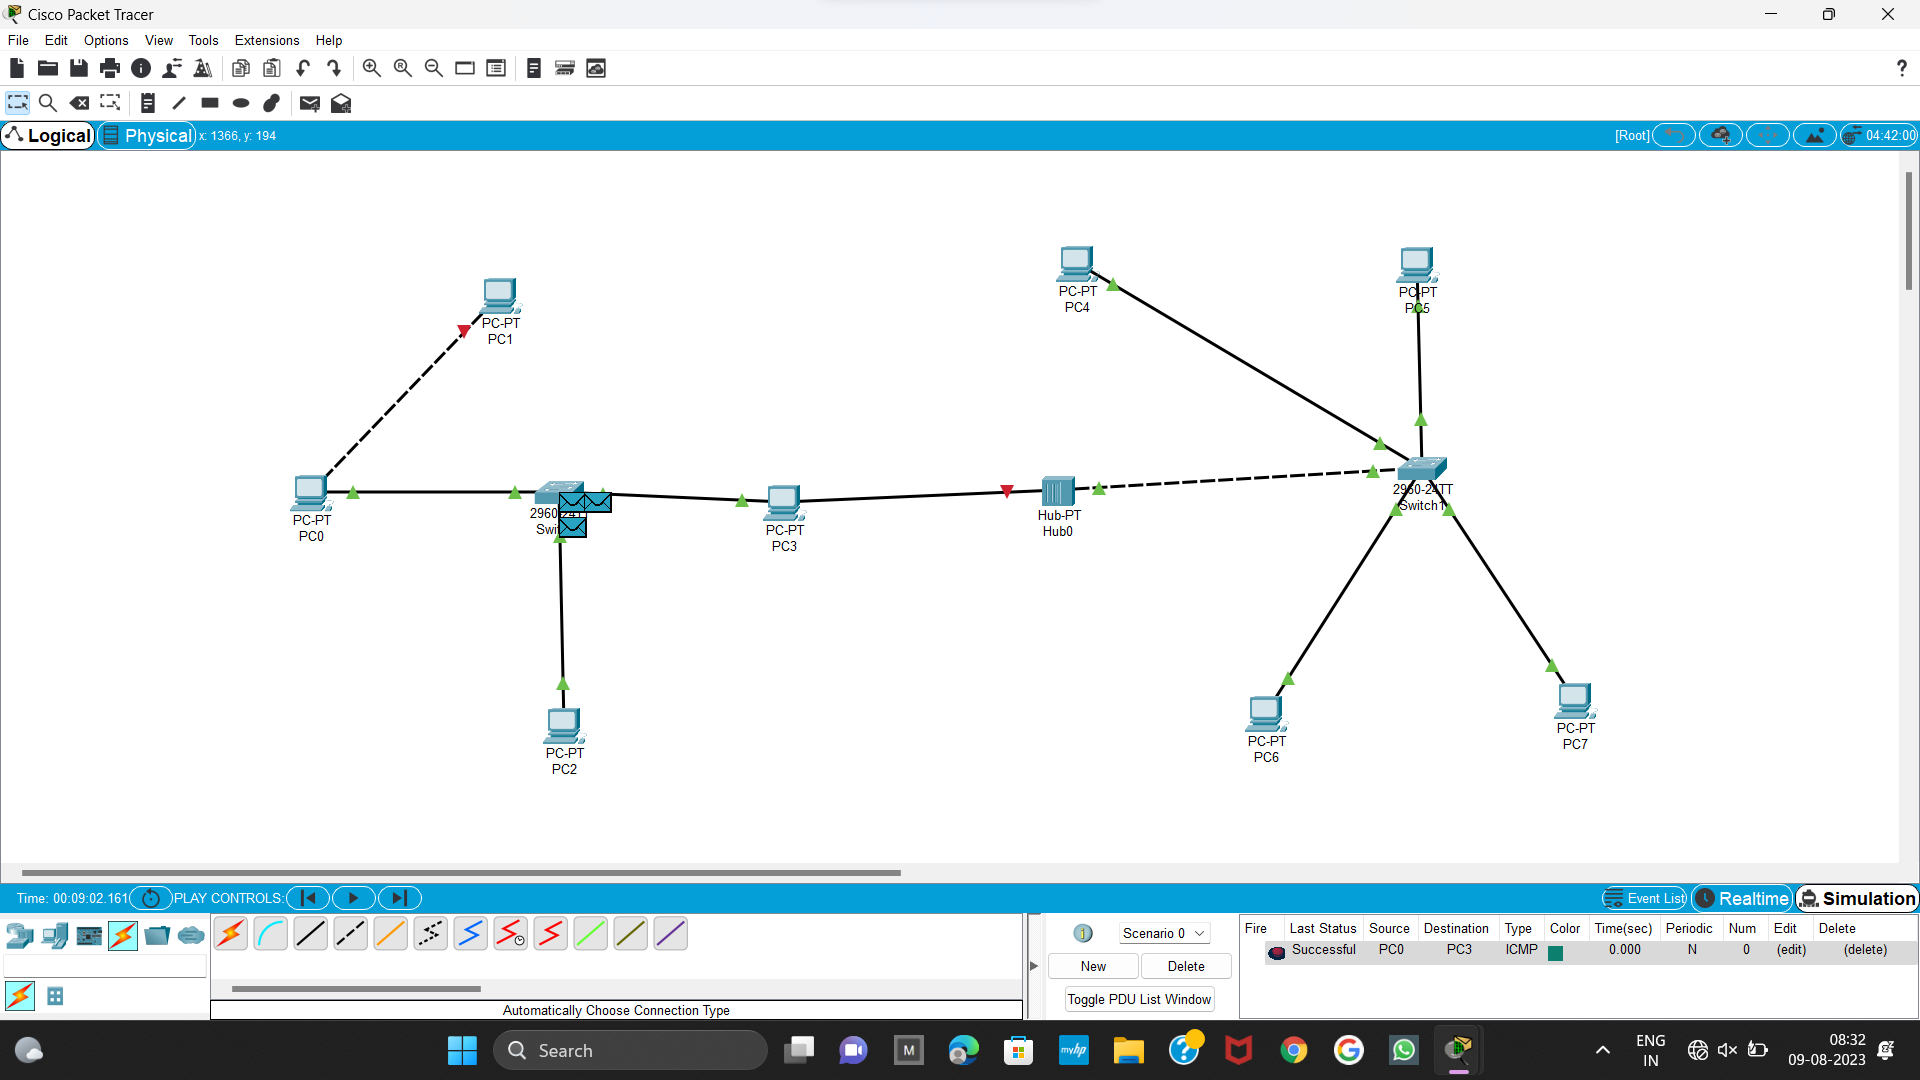 Cisco Packet Tracer
File Edit Options View Tools Extensions Help
?
Logical Physical x: 1366, y: 194 [Root] 04:42:00
PC-PT
PC4
PC-PT
PC5
PC-PT
PC1
2960-24TT
Switch1
PC-PT
PC0
PC-PT
PC3
Hub-PT
Hub0
PC-PT
PC2
PC-PT
PC6
PC-PT
PC7
Time: 00:09:02.161 PLAY CONTROLS: Event List Realtime Simulation
Scenario 0
New Delete
Toggle PDU List Window
Fire Last Status Source Destination Type Color Time(sec) Periodic Num Edit Delete
Successful PC0 PC3 ICMP 0.000 N 0 (edit) (delete)
Automatically Choose Connection Type
Search
M
myhp
ENG
IN
08:32
09-08-2023